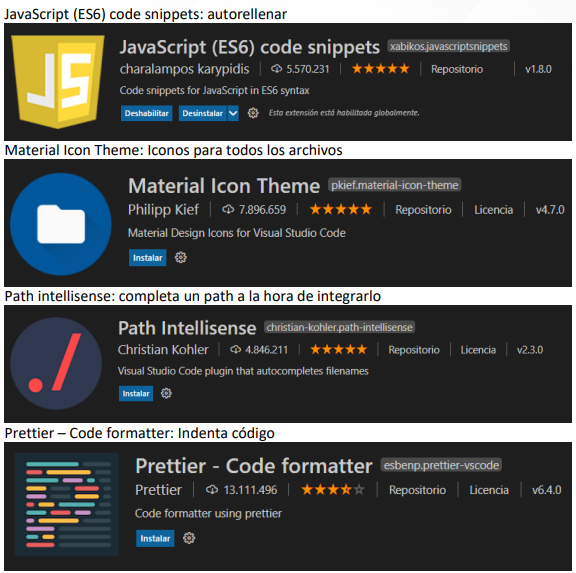 JavaScript (ES6) code snippets: autorellenar
JS
JavaScript (ES6) code snippets xabikos.javascriptsnippets
charalampos karypidis 5.570.231 ★★★★★ Repositorio v1.8.0
Code snippets for JavaScript in ES6 syntax
Deshabilitar Desinstalar Esta extensión está habilitada globalmente.
Material Icon Theme: Iconos para todos los archivos
Material Icon Theme pkief.material-icon-theme
Philipp Kief 7.896.659 ★★★★★ Repositorio Licencia v4.7.0
Material Design Icons for Visual Studio Code
Instalar
Path intellisense: completa un path a la hora de integrarlo
./
Path Intellisense christian-kohler.path-intellisense
Christian Kohler 4.846.211 ★★★★★ Repositorio Licencia v2.3.0
Visual Studio Code plugin that autocompletes filenames
Instalar
Prettier – Code formatter: Indenta código
Prettier - Code formatter esbenp.prettier-vscode
Prettier 13.111.496 Repositorio Licencia v6.4.0
Code formatter using prettier
Instalar